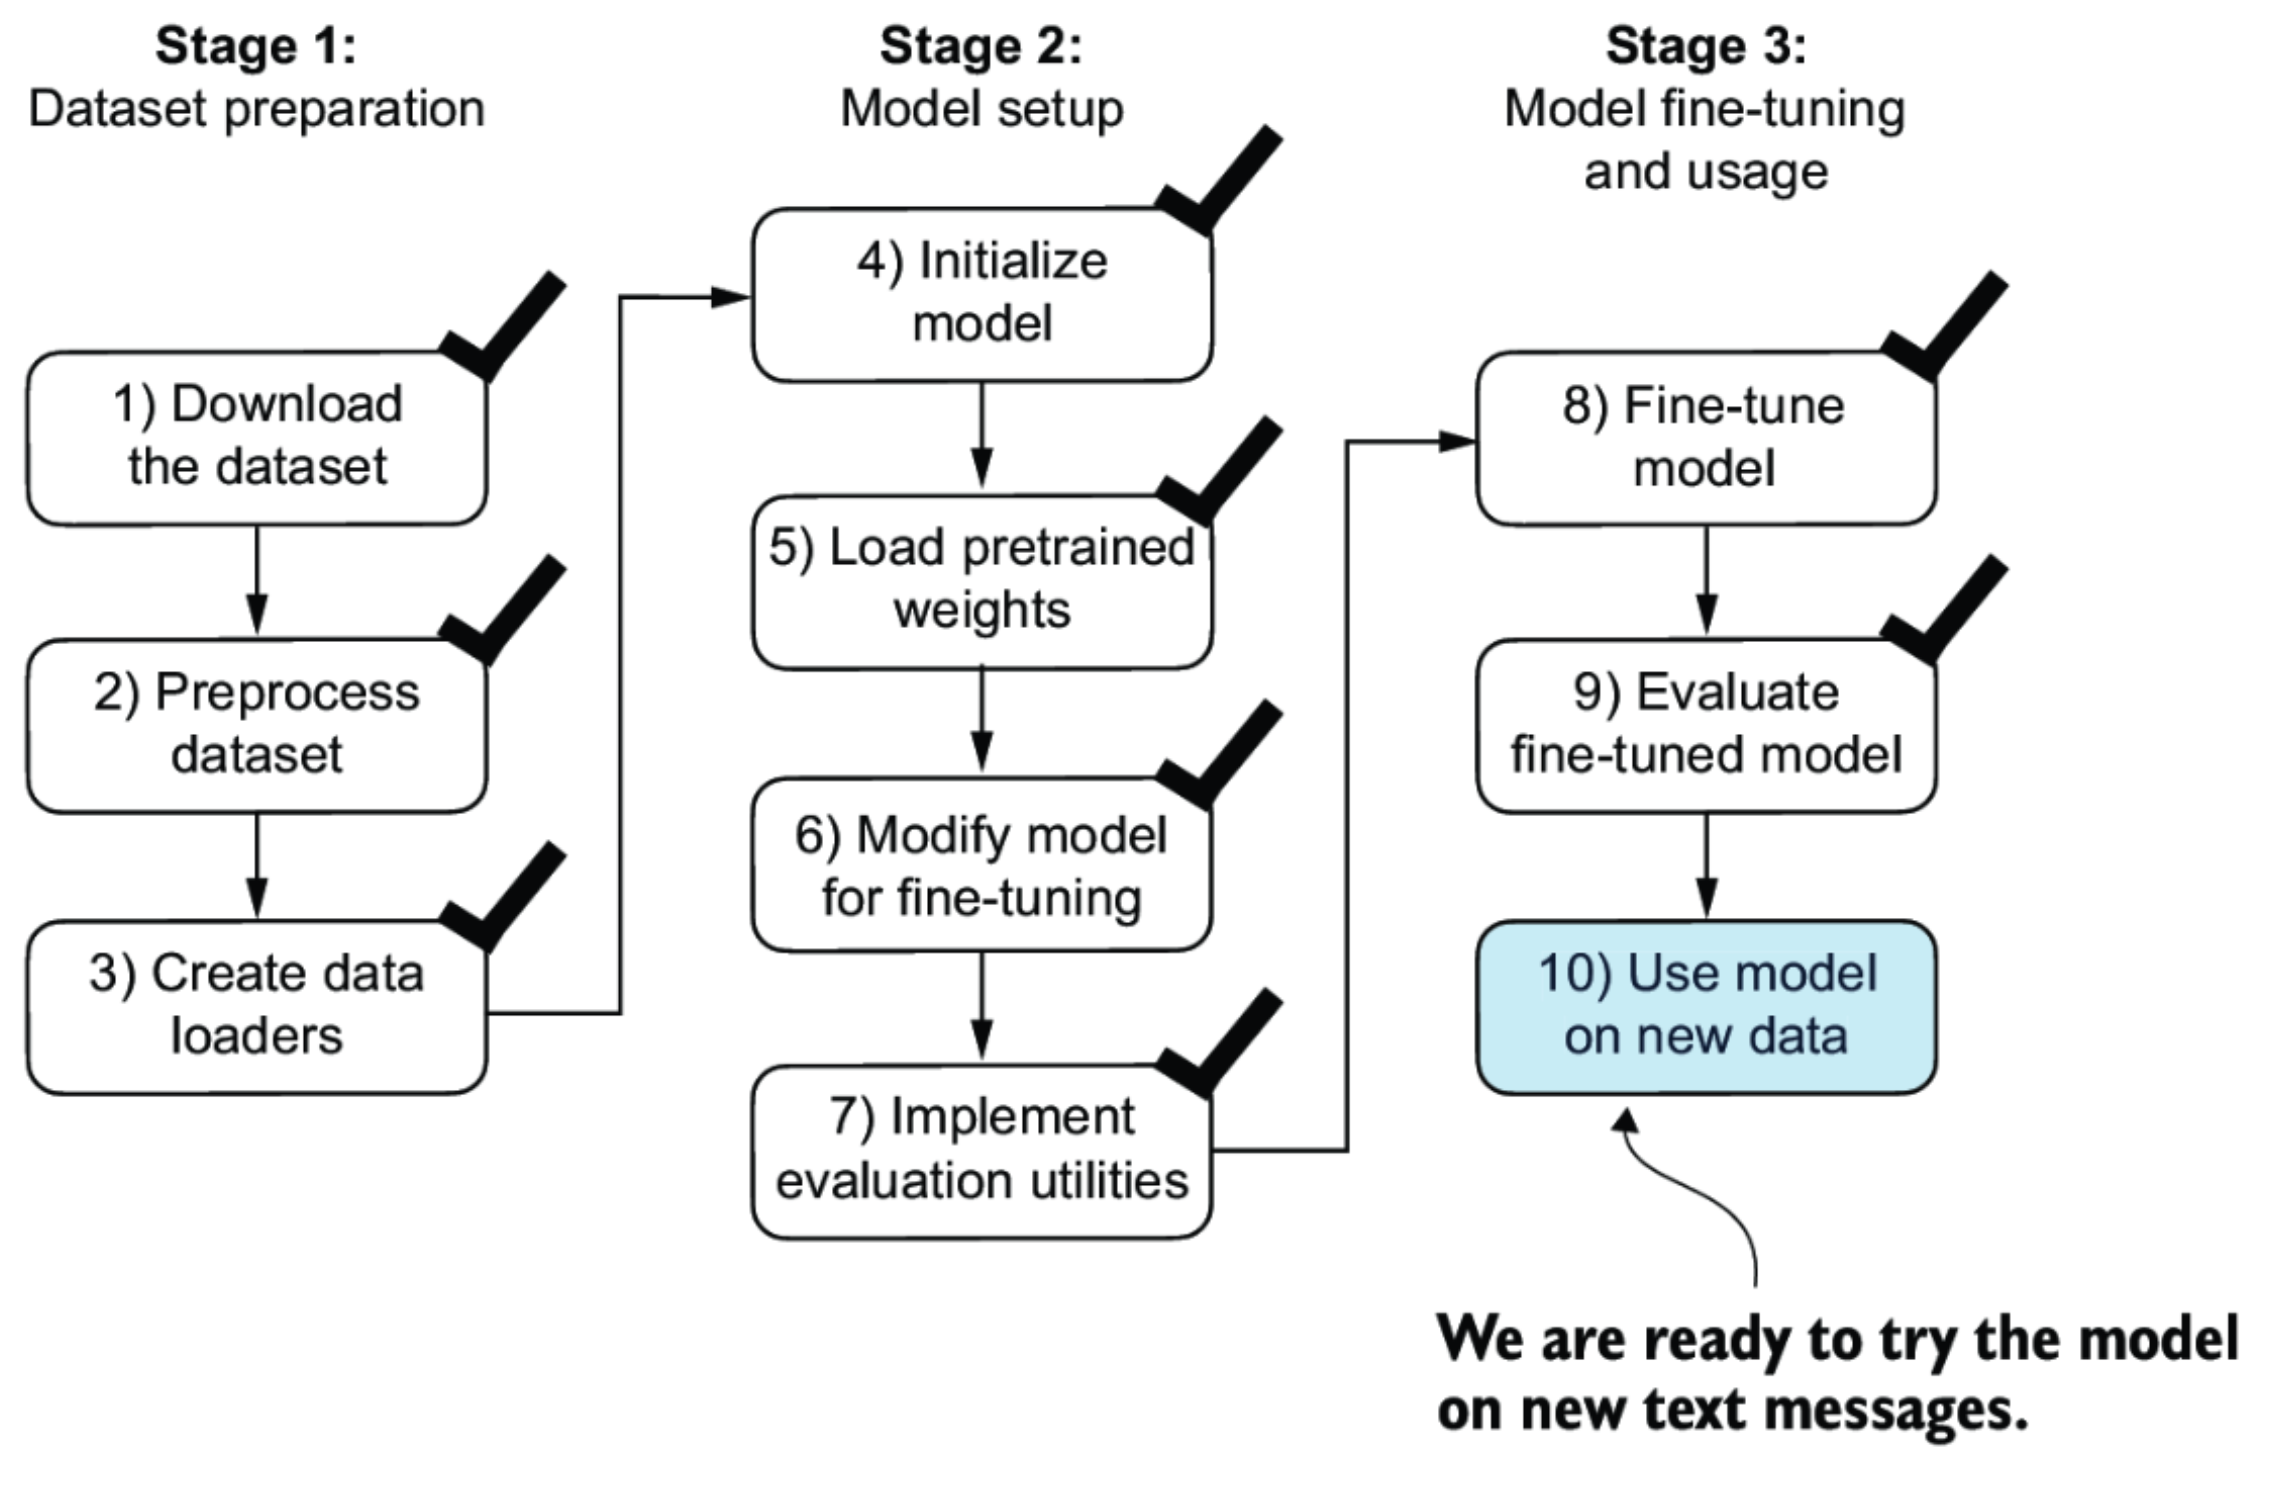 Stage 1:
Dataset preparation
1) Download
the dataset
2) Preprocess
dataset
3) Create data
loaders
Stage 2:
Model setup
4) Initialize
model
5) Load pretrained
weights
6) Modify model
for fine-tuning
7) Implement
evaluation utilities
Stage 3:
Model fine-tuning
and usage
8) Fine-tune
model
9) Evaluate
fine-tuned model
10) Use model
on new data
We are ready to try the model
on new text messages.